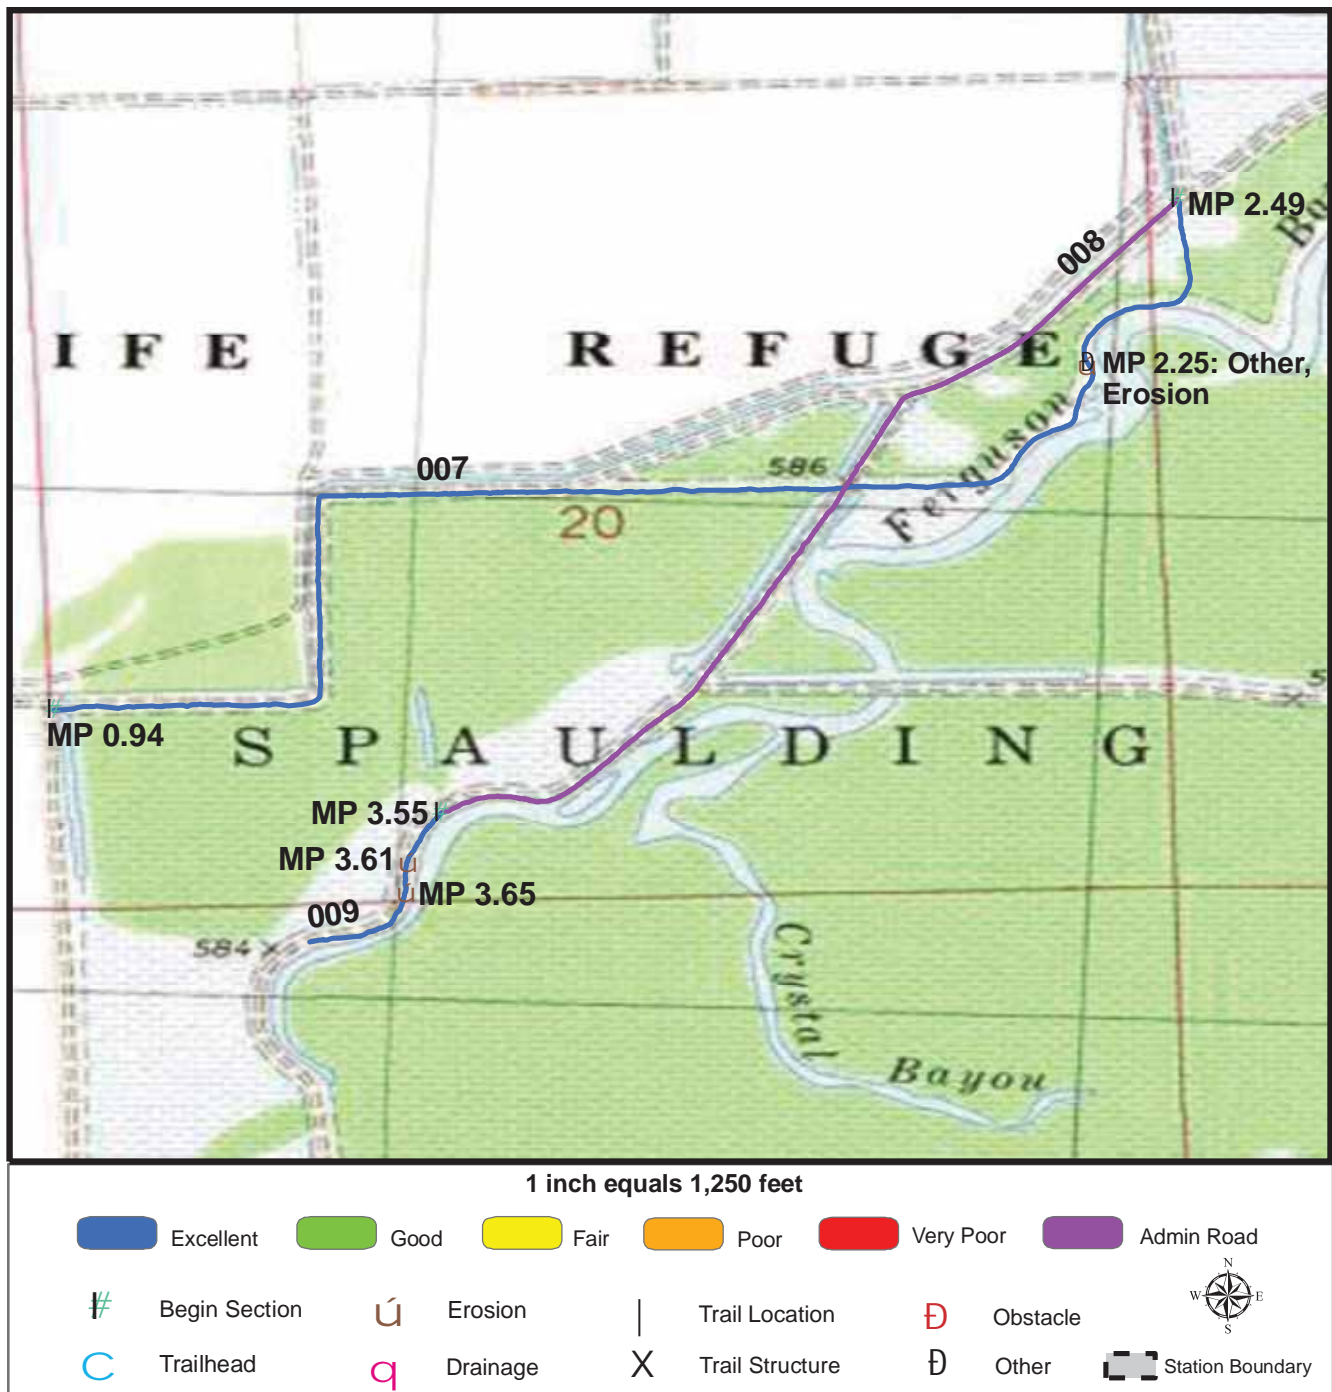 MP 2.49
008
Ba
I F E R E F U G E
MP 2.25: Other,
Erosion
Ferguson
007
586
20
5
MP 0.94
S P A U L D I N G
MP 3.55
MP 3.61
MP 3.65
009
584
Crystal
Bayou
1 inch equals 1,250 feet
Excellent Good Fair Poor Very Poor Admin Road
N
W E
S
# Begin Section ú Erosion | Trail Location Đ Obstacle
C Trailhead q Drainage X Trail Structure Đ Other Station Boundary